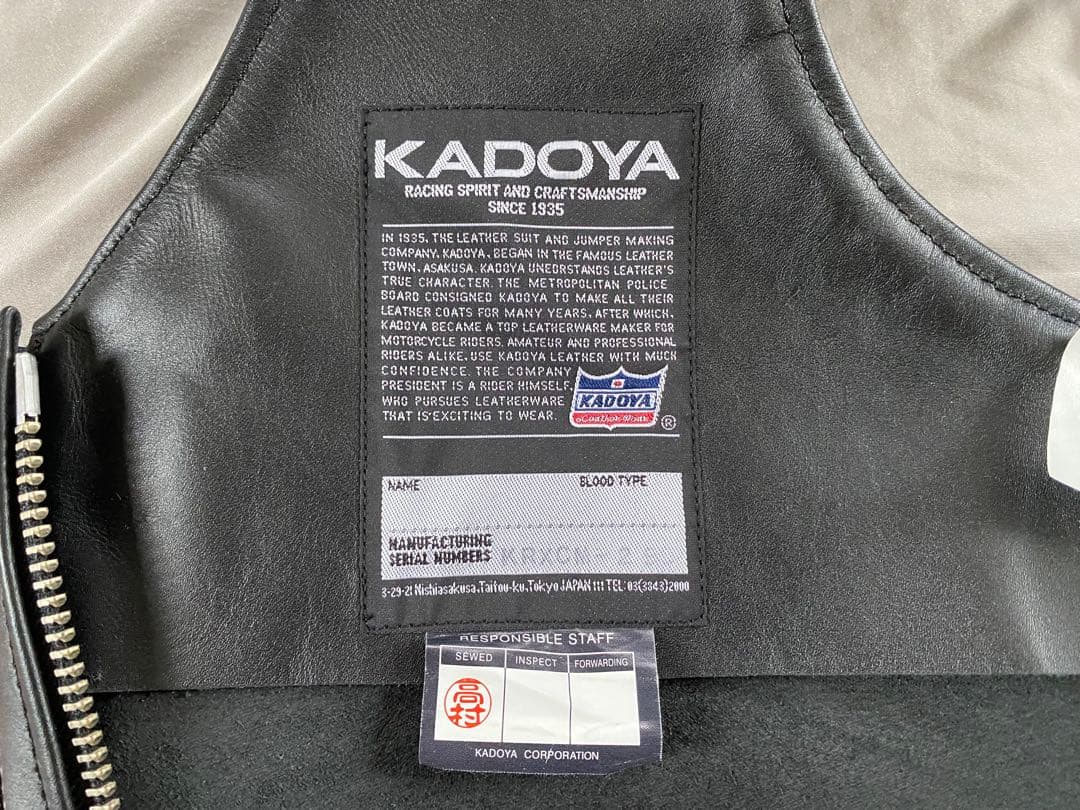 KADOYA
RACING SPIRIT AND CRAFTSMANSHIP
SINCE 1935
IN 1935, THE LEATHER SUIT AND JUMPER MAKING
COMPANY, KADOYA, BEGAN IN THE FAMOUS LEATHER
TOWN, ASAKUSA. KADOYA UNEDRSTANDS LEATHER'S
TRUE CHARACTER. THE METROPOLITAN POLICE
BOARD CONSIGNED KADOYA TO MAKE ALL THEIR
LEATHER COATS FOR MANY YEARS, AFTER WHICH,
KADOYA BECAME A TOP LEATHERWARE MAKER FOR
MOTORCYCLE RIDERS. AMATEUR AND PROFESSIONAL
RIDERS ALIKE, USE KADOYA LEATHER WITH MUCH
CONFIDENCE. THE COMPANY
PRESIDENT IS A RIDER HIMSELF,
WHO PURSUES LEATHERWARE
THAT IS EXCITING TO WEAR.
KADOYA
Leather Wear
®
NAME BLOOD TYPE
MANUFACTURING
SERIAL NUMBERS
3-29-21 Nishiasakusa,Taitou-ku,Tokyo JAPAN 111 TEL: 03(3843)2000
RESPONSIBLE STAFF
SEWED INSPECT FORWARDING
高村
KADOYA CORPORATION